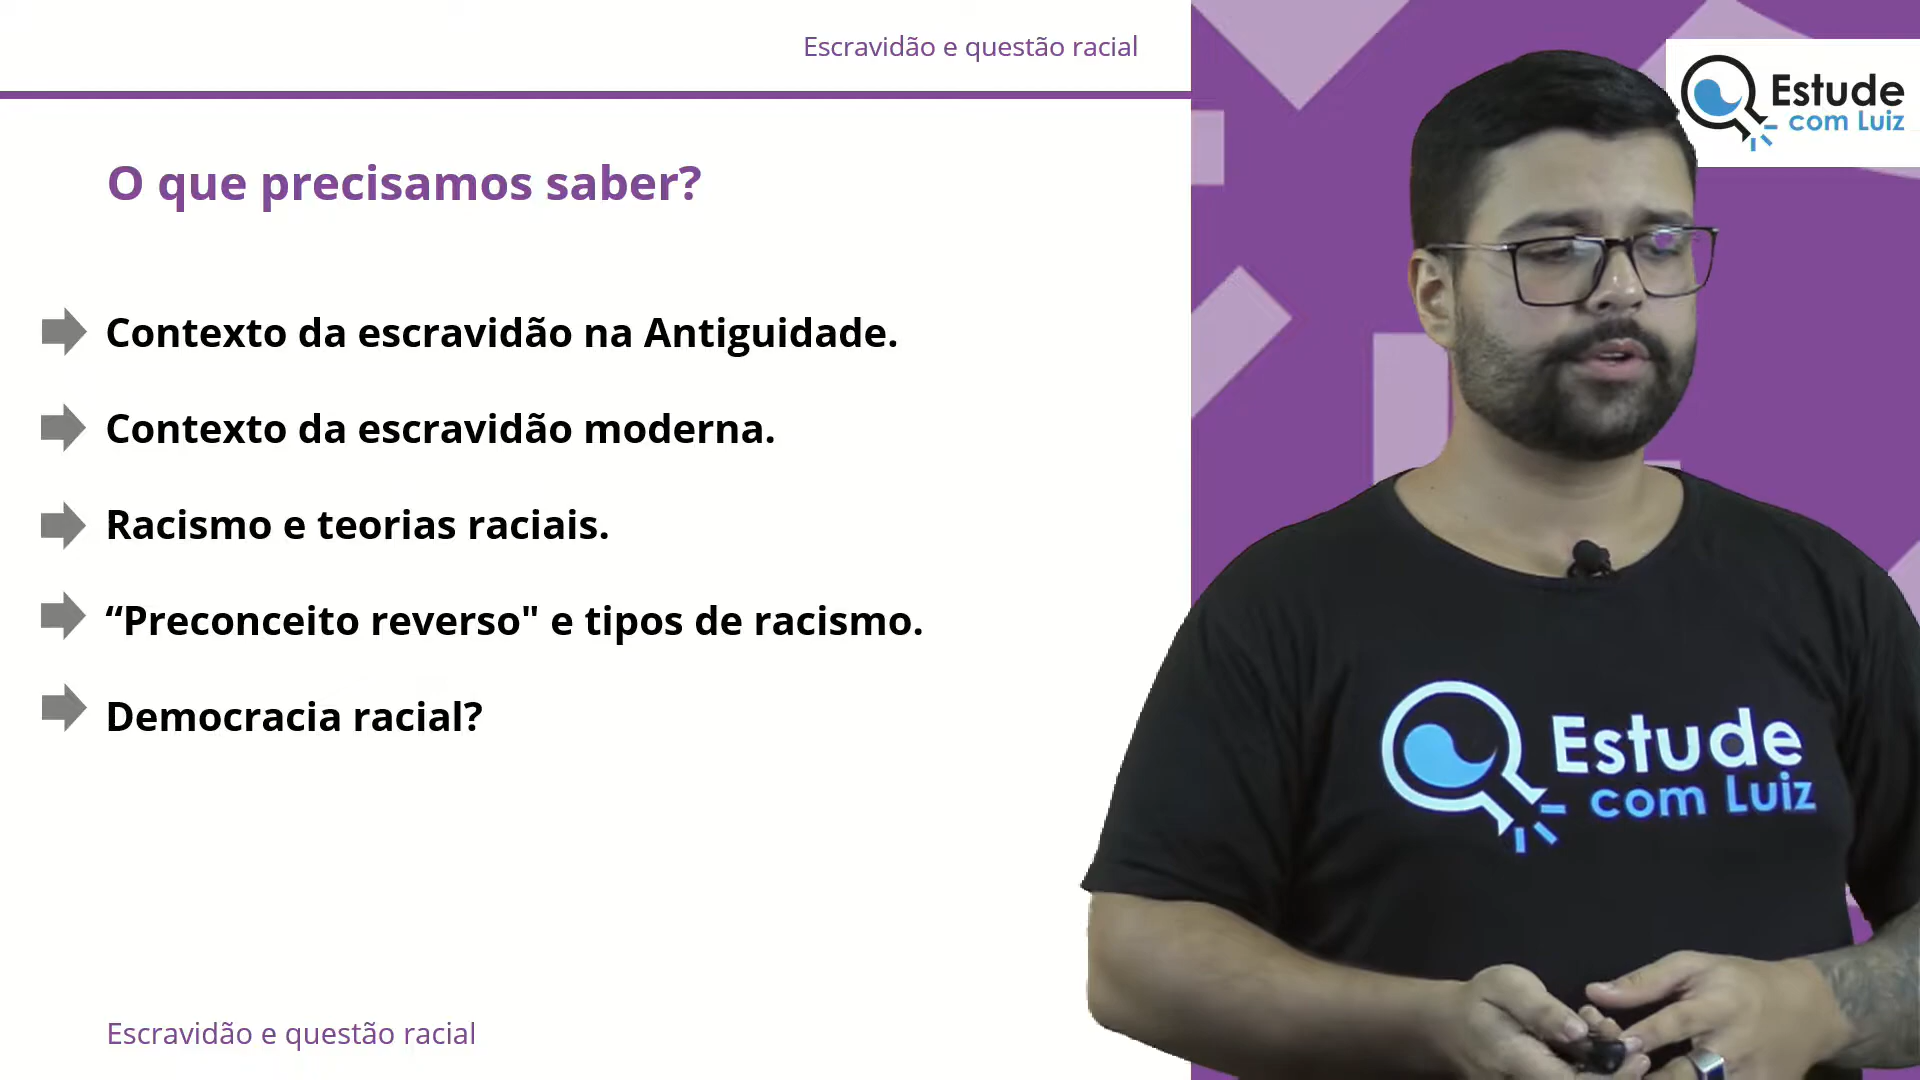 Escravidão e questão racial
Estude
com Luiz
O que precisamos saber?
Contexto da escravidão na Antiguidade.
Contexto da escravidão moderna.
Racismo e teorias raciais.
“Preconceito reverso" e tipos de racismo.
Democracia racial?
Estude
com Luiz
Escravidão e questão racial